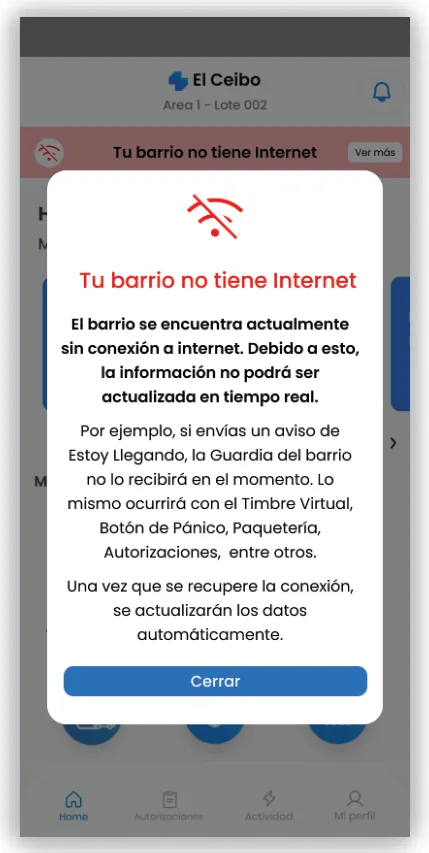 El Ceibo
Area 1 - Lote 002
Tu barrio no tiene Internet
Ver más
Tu barrio no tiene Internet
El barrio se encuentra actualmente
sin conexión a internet. Debido a esto,
la información no podrá ser
actualizada en tiempo real.
Por ejemplo, si envías un aviso de
Estoy Llegando, la Guardia del barrio
no lo recibirá en el momento. Lo
mismo ocurrirá con el Timbre Virtual,
Botón de Pánico, Paquetería,
Autorizaciones, entre otros.
Una vez que se recupere la conexión,
se actualizarán los datos
automáticamente.
Cerrar
Home Autorizaciones Actividad Mi perfil